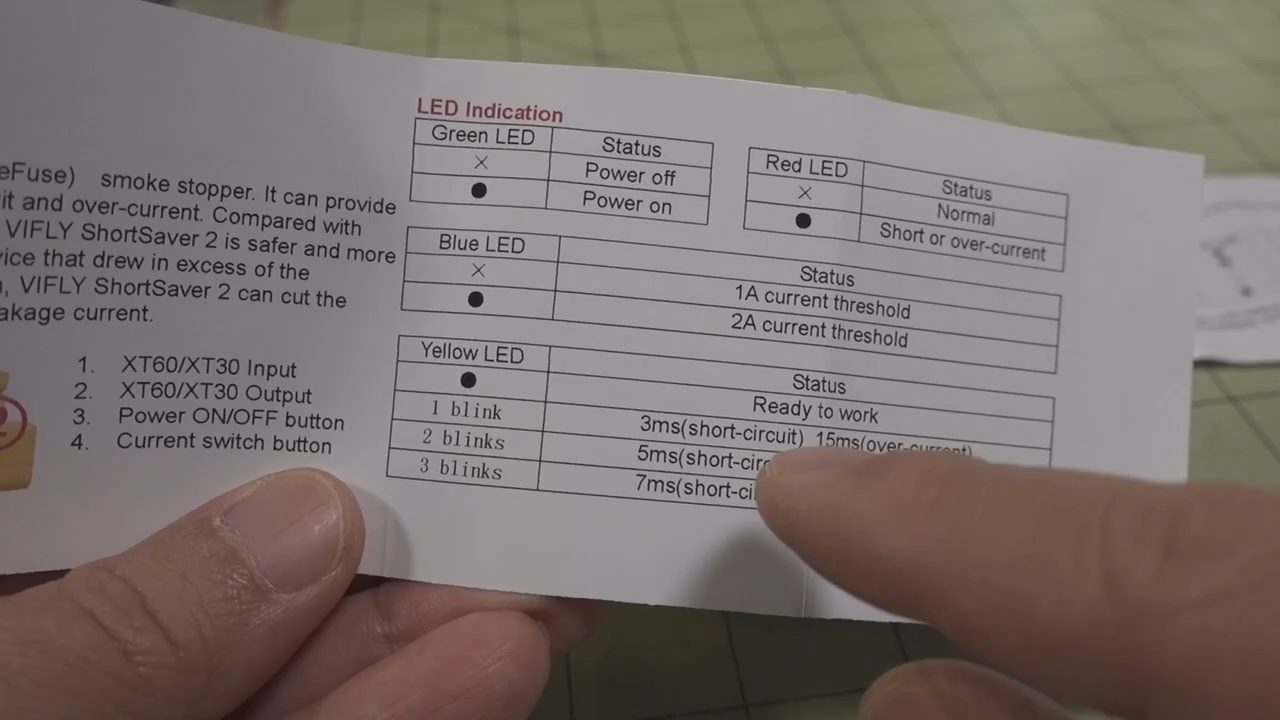 eFuse) smoke stopper. It can provide
it and over-current. Compared with
VIFLY ShortSaver 2 is safer and more
vice that drew in excess of the
, VIFLY ShortSaver 2 can cut the
akage current.
1. XT60/XT30 Input
2. XT60/XT30 Output
3. Power ON/OFF button
4. Current switch button
2
LED Indication
Green LED Status
× Power off
● Power on
Red LED Status
× Normal
● Short or over-current
Blue LED Status
× 1A current threshold
● 2A current threshold
Yellow LED Status
● Ready to work
1 blink 3ms(short-circuit) 15ms(over-current)
2 blinks 5ms(short-circ
3 blinks 7ms(short-ci